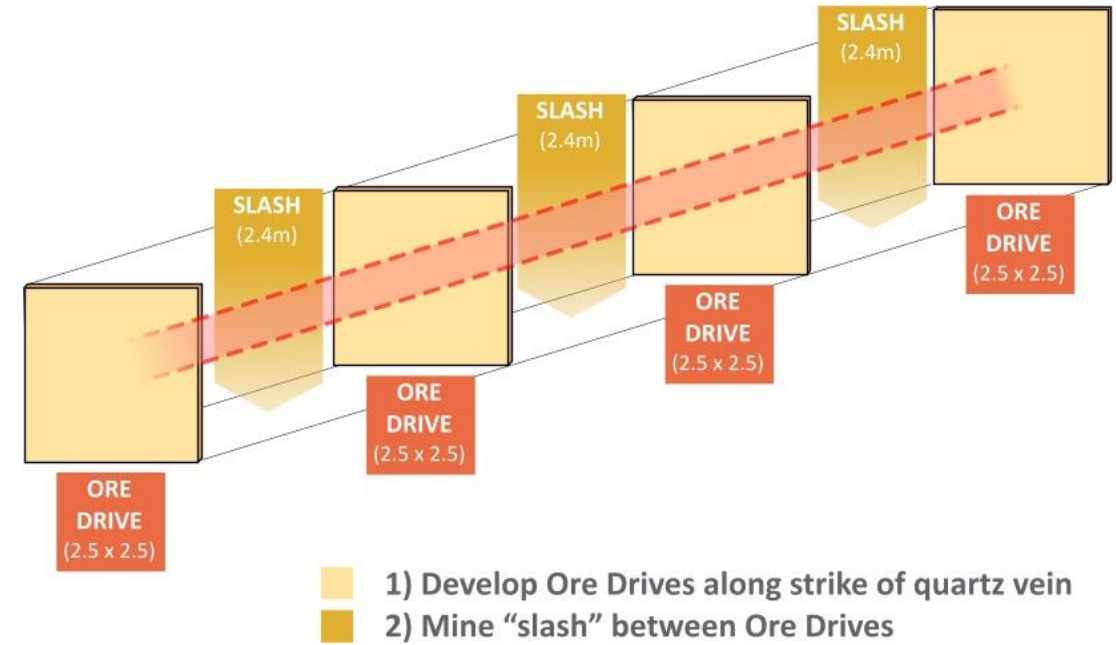 SLASH
(2.4m)
SLASH
(2.4m)
SLASH
(2.4m)
ORE
DRIVE
(2.5 x 2.5)
ORE
DRIVE
(2.5 x 2.5)
ORE
DRIVE
(2.5 x 2.5)
ORE
DRIVE
(2.5 x 2.5)
1) Develop Ore Drives along strike of quartz vein
2) Mine “slash” between Ore Drives